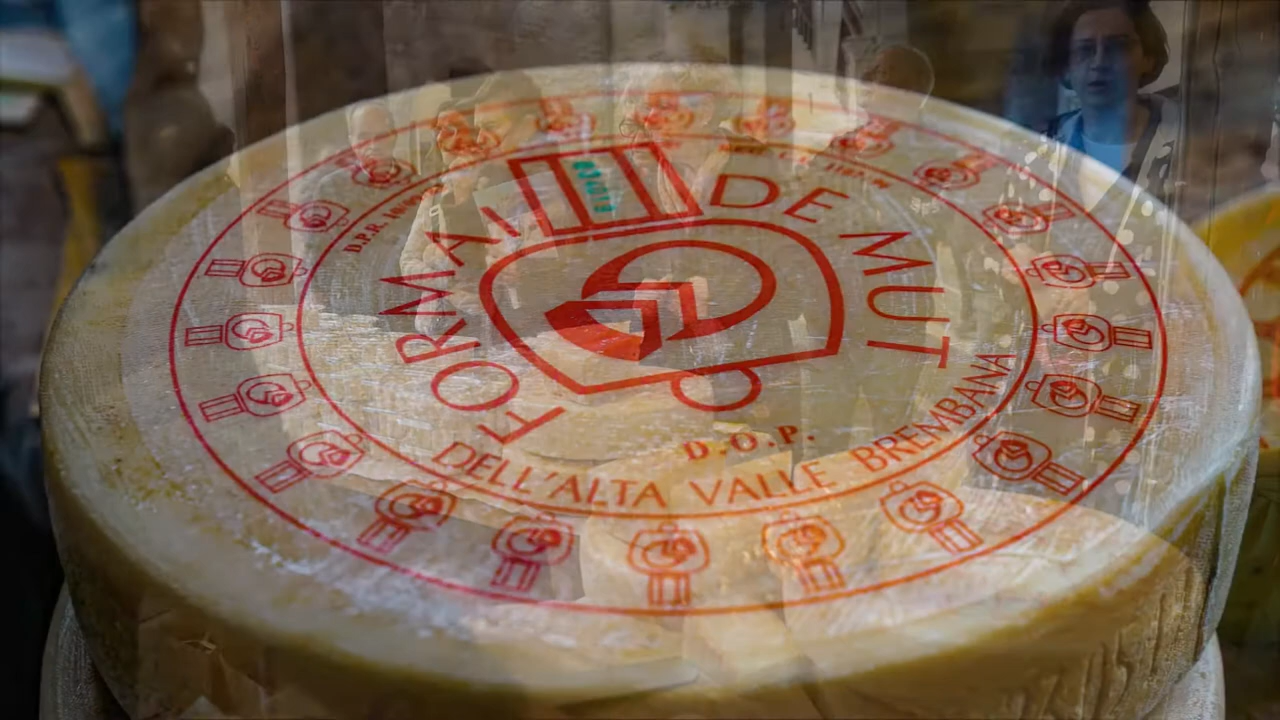 FORMAI DE MUT
D.O.P.
DELL'ALTA VALLE BREMBANA
D.P.R.